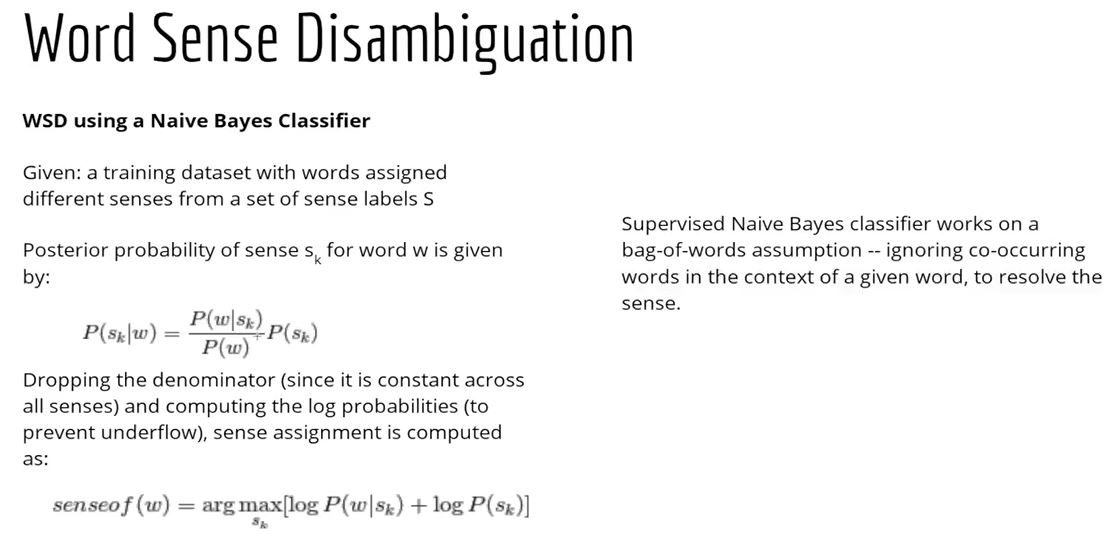 Word Sense Disambiguation
WSD using a Naive Bayes Classifier
Given: a training dataset with words assigned
different senses from a set of sense labels S
Posterior probability of sense s_k for word w is given
by:
P(s_k|w) = \frac{P(w|s_k)}{P(w)} P(s_k)
Dropping the denominator (since it is constant across
all senses) and computing the log probabilities (to
prevent underflow), sense assignment is computed
as:
senseof(w) = arg max_{s_k}[log P(w|s_k) + log P(s_k)]
Supervised Naive Bayes classifier works on a
bag-of-words assumption -- ignoring co-occurring
words in the context of a given word, to resolve the
sense.